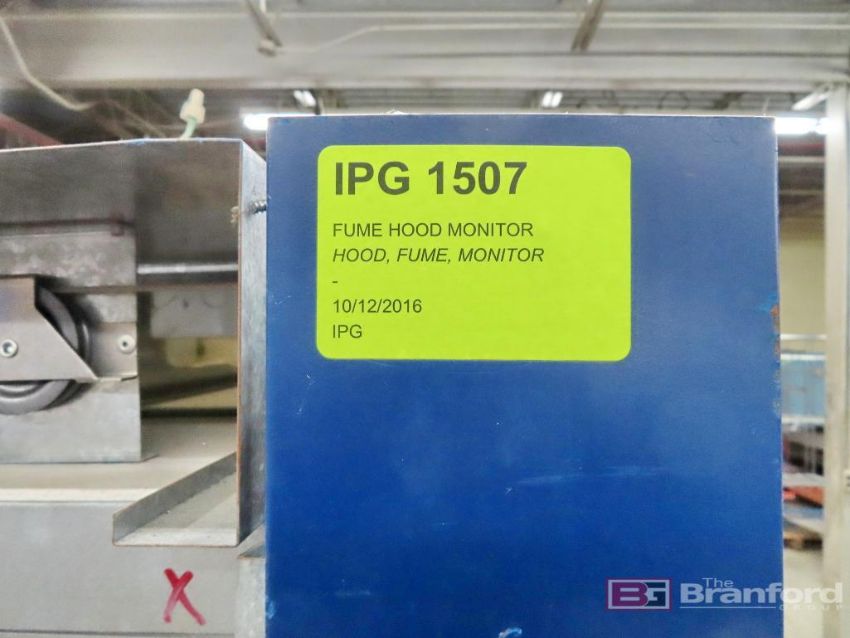 IPG 1507
FUME HOOD MONITOR
HOOD, FUME, MONITOR
-
10/12/2016
IPG
X
BG The Branford
GROUP